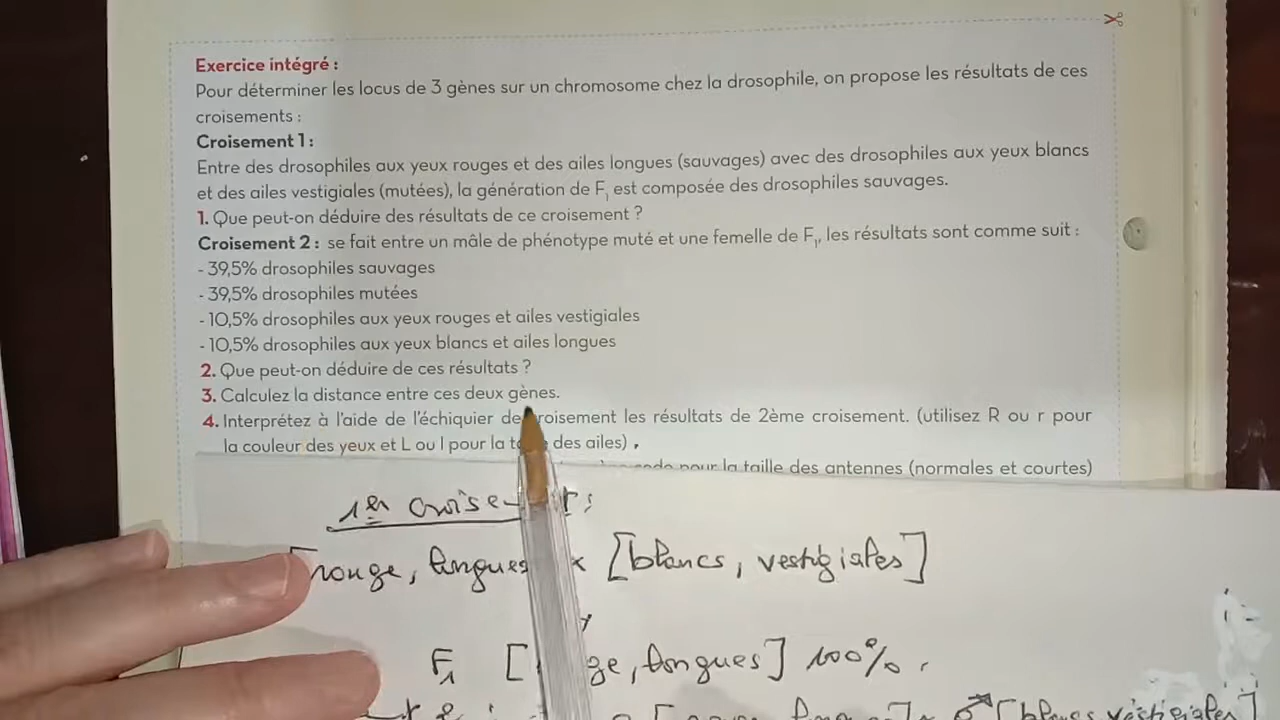 Exercice intégré :
Pour déterminer les locus de 3 gènes sur un chromosome chez la drosophile, on propose les résultats de ces
croisements :
Croisement 1 :
Entre des drosophiles aux yeux rouges et des ailes longues (sauvages) avec des drosophiles aux yeux blancs
et des ailes vestigiales (mutées), la génération de F₁ est composée des drosophiles sauvages.
1. Que peut-on déduire des résultats de ce croisement ?
Croisement 2 : se fait entre un mâle de phénotype muté et une femelle de F₁, les résultats sont comme suit :
- 39,5% drosophiles sauvages
- 39,5% drosophiles mutées
- 10,5% drosophiles aux yeux rouges et ailes vestigiales
- 10,5% drosophiles aux yeux blancs et ailes longues
2. Que peut-on déduire de ces résultats ?
3. Calculez la distance entre ces deux gènes.
4. Interprétez à l'aide de l'échiquier de croisement les résultats de 2ème croisement. (utilisez R ou r pour
la couleur des yeux et L ou l pour la des ailes) .
pour la taille des antennes (normales et courtes)
1er
[rouge, longues × [blancs, vestigiales]
F₁ [ longues] 100%.
♂ [blancs, vestigiales]